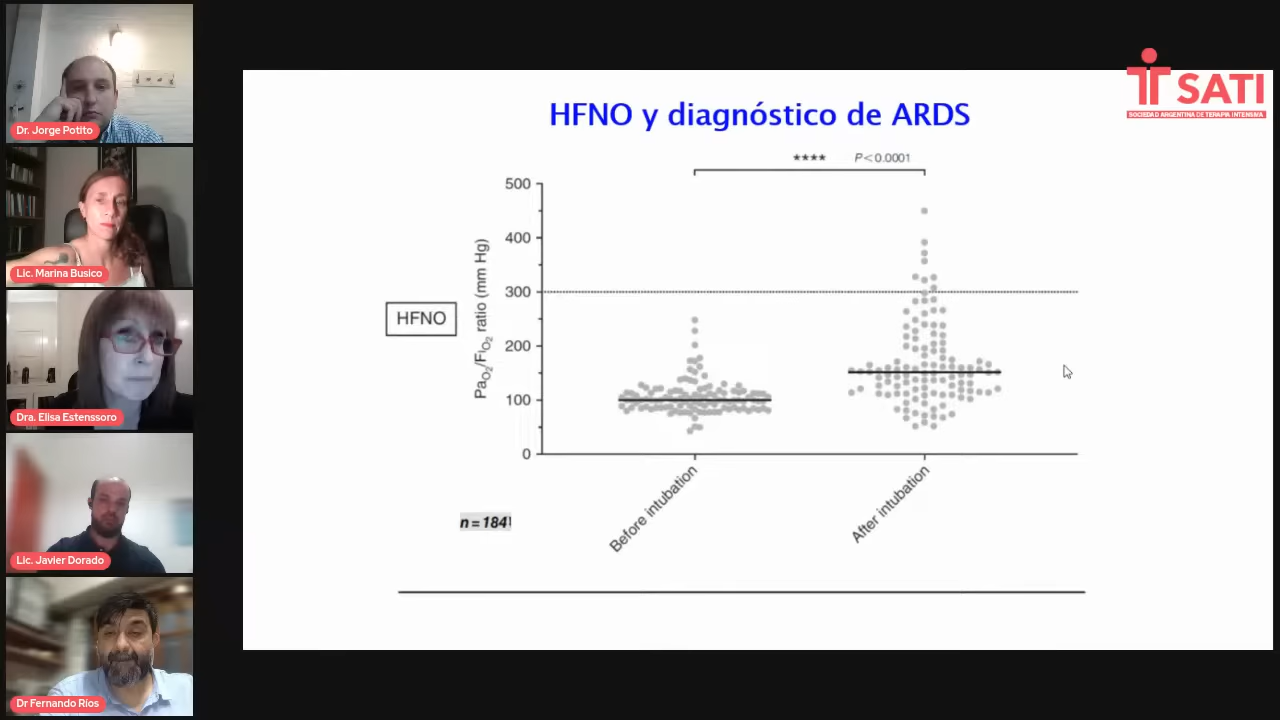 Dr. Jorge Potito
Lic. Marina Busico
Dra. Elisa Estenssoro
Lic. Javier Dorado
Dr Fernando Rios
SATI
SOCIEDAD ARGENTINA DE TERAPIA INTENSIVA
HFNO y diagnóstico de ARDS
**** P<0.0001
HFNO
PaO2/FIO2 ratio (mm Hg)
500
400
300
200
100
0
Before intubation
After intubation
n = 184